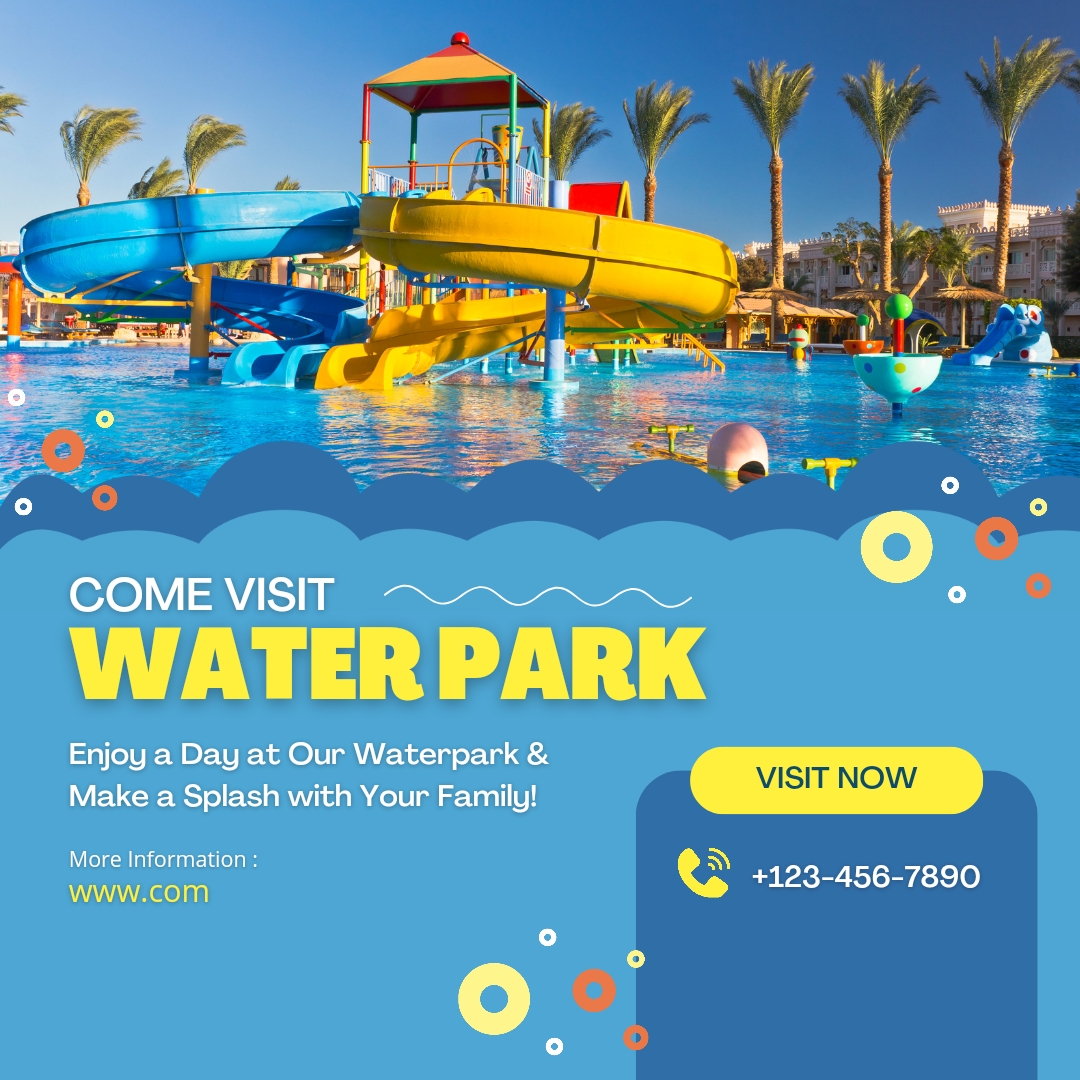 COME VISIT
WATER PARK
Enjoy a Day at Our Waterpark &
Make a Splash with Your Family!
More Information :
www.com
VISIT NOW
+123-456-7890